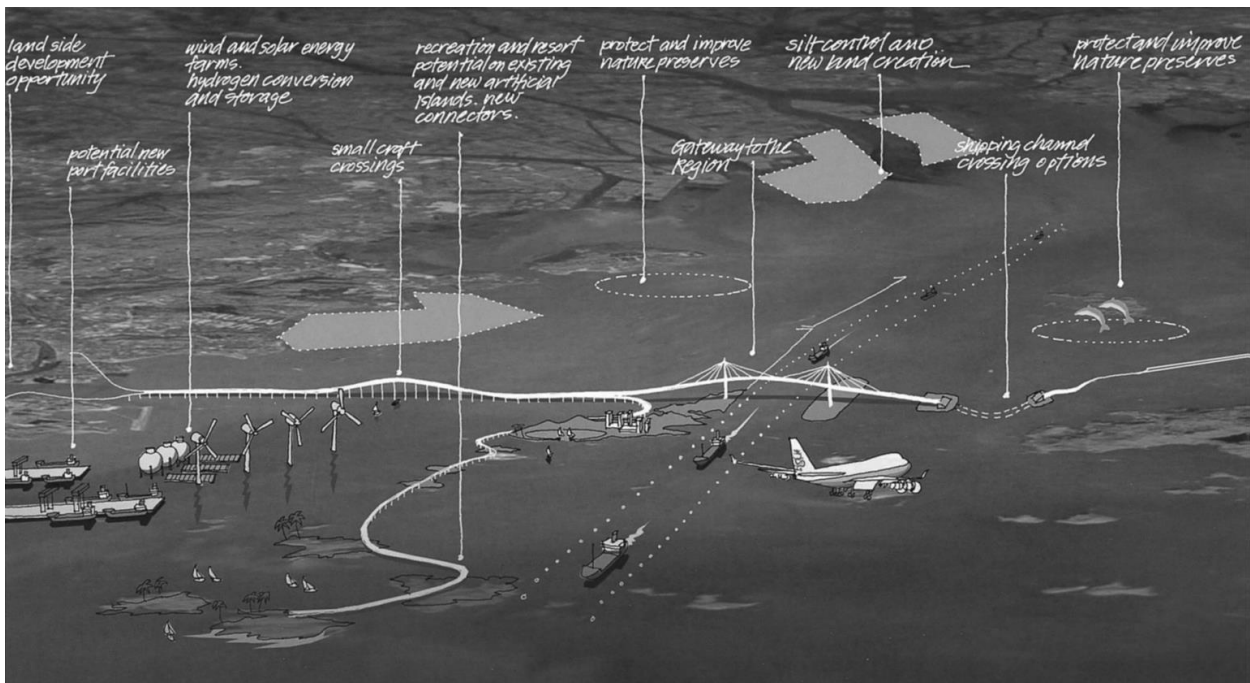 land side
development
opportunity
potential new
port facilities
wind and solar energy
farms.
hydrogen conversion
and storage
small craft
crossings
recreation and resort
potential on existing
and new artificial
islands. new
connectors.
protect and improve
nature preserves
Gateway to the
Region
silt control and
new land creation
shipping channel
crossing options
protect and improve
nature preserves